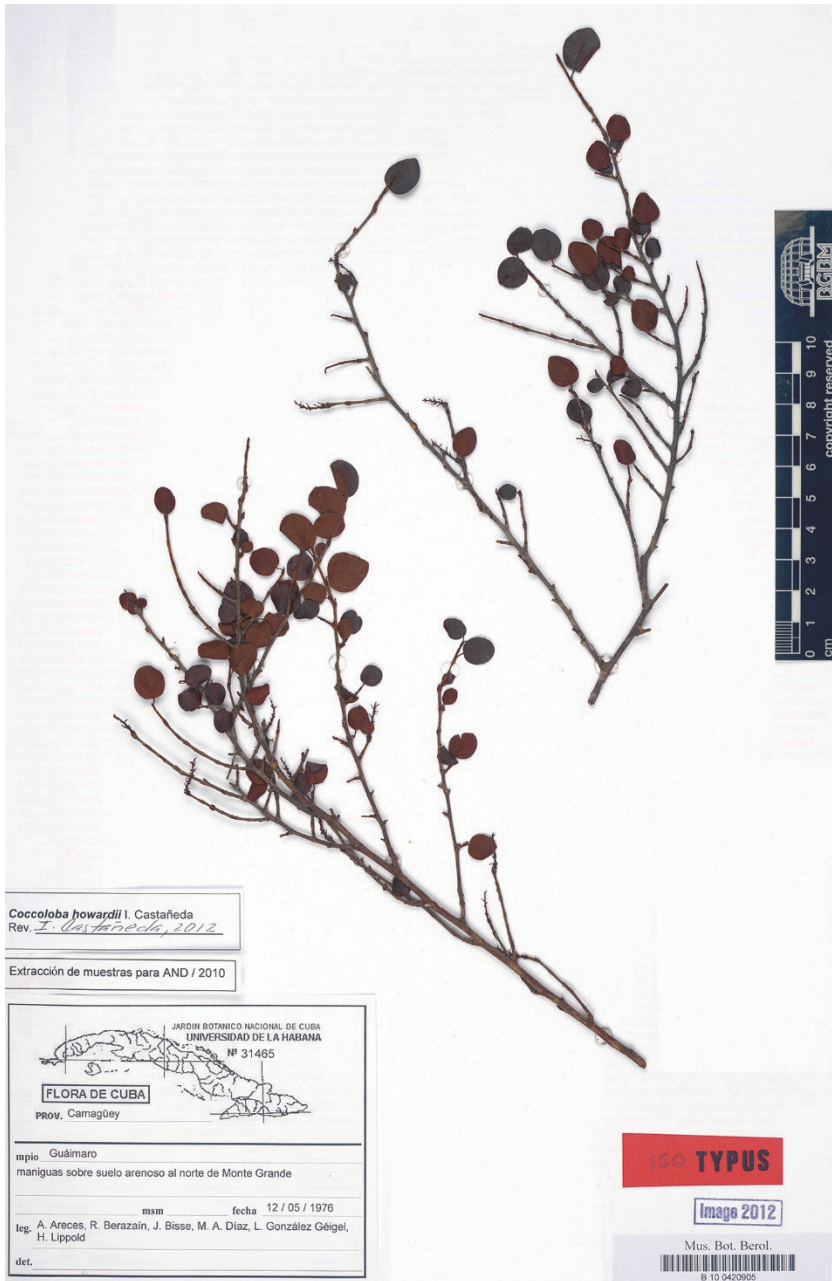 BGBM
copyright reserved
0 1 2 3 4 5 6 7 8 9 10
cm
Coccoloba howardii I. Castañeda
Rev. I. Castañeda, 2012
Extracción de muestras para AND / 2010
JARDIN BOTANICO NACIONAL DE CUBA
UNIVERSIDAD DE LA HABANA
Nº 31465
FLORA DE CUBA
PROV. Camagüey
mpio Guáimaro
maniguas sobre suelo arenoso al norte de Monte Grande
msm fecha 12 / 05 / 1976
leg. A. Areces, R. Berazaín, J. Bisse, M. A. Díaz, L. González Géigel,
H. Lippold
det.
ISO TYPUS
Image 2012
Mus. Bot. Berol.
B 10 0420905